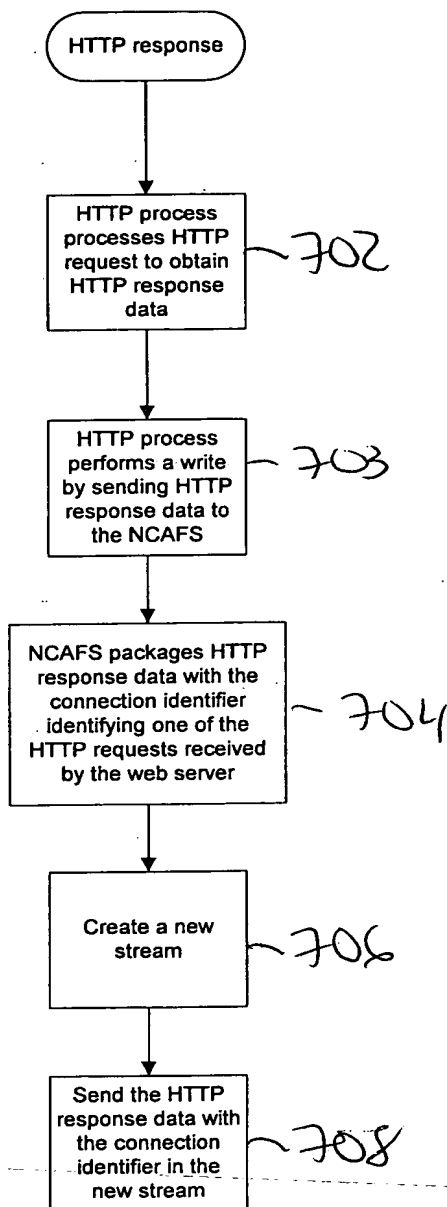 HTTP response
HTTP process
processes HTTP
request to obtain
HTTP response
data
702
HTTP process
performs a write
by sending HTTP
response data to
the NCAFS
703
NCAFS packages HTTP
response data with the
connection identifier
identifying one of the
HTTP requests received
by the web server
704
Create a new
stream
706
Send the HTTP
response data with
the connection
identifier in the
new stream
708